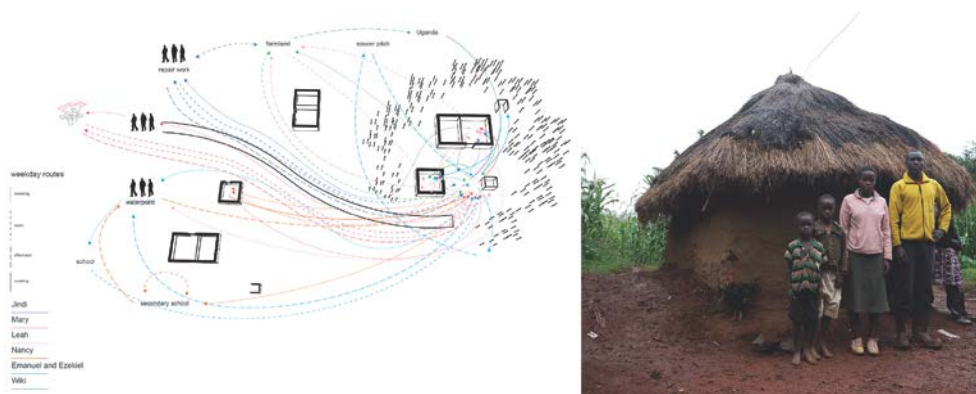 Uganda
farmland
soccer pitch
repair work
weekday routes
morning
noon
afternoon
evening
waterpoint
school
secondary school
Jindi
Mary
Leah
Nancy
Emanuel and Ezekiel
Wiki